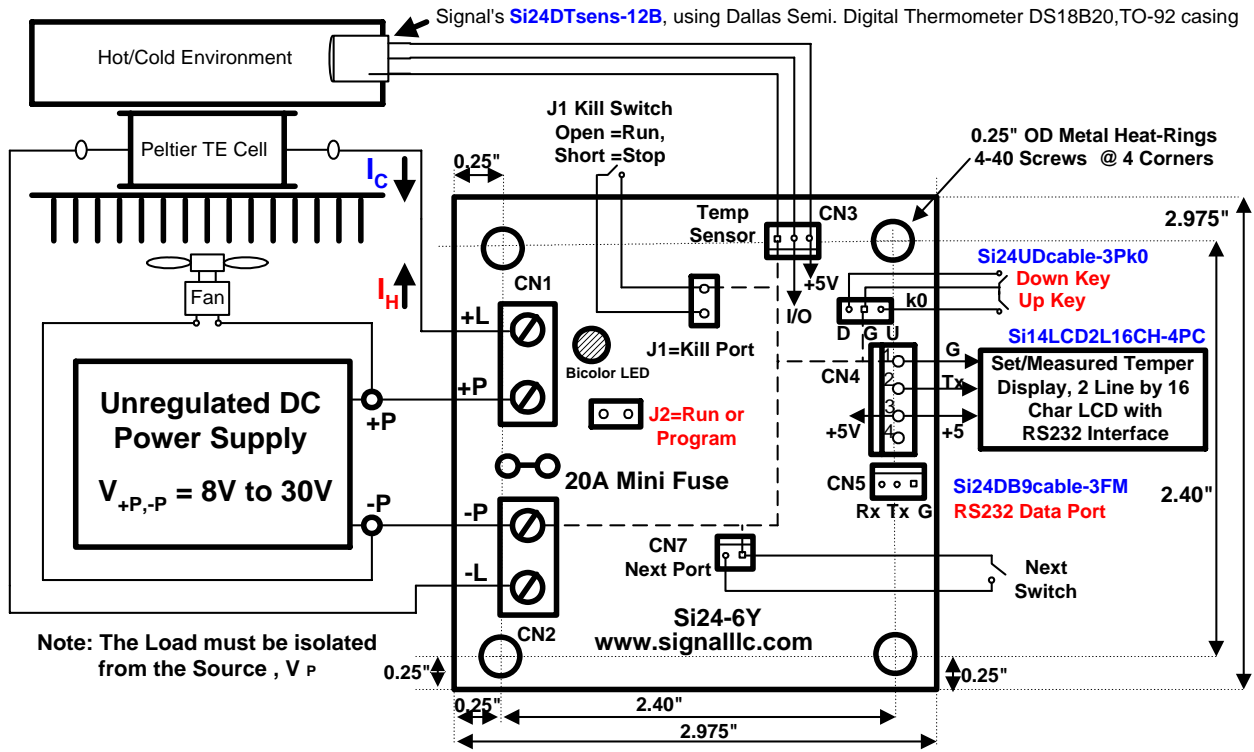 Signal's Si24DTsens-12B, using Dallas Semi. Digital Thermometer DS18B20,TO-92 casing
Hot/Cold Environment
Peltier TE Cell
J1 Kill Switch
Open =Run,
Short =Stop
0.25" OD Metal Heat-Rings
4-40 Screws @ 4 Corners
0.25"
IC
IH
Fan
Temp
Sensor
CN3
2.975"
+5V
I/O
Si24UDcable-3Pk0
Down Key
Up Key
k0
D G U
CN1
+L
+P
J1=Kill Port
Bicolor LED
J2=Run or
Program
Si14LCD2L16CH-4PC
CN4
1
2
3
4
G
Tx
+5V
+5
Set/Measured Temper
Display, 2 Line by 16
Char LCD with
RS232 Interface
Unregulated DC
Power Supply
V+P,-P = 8V to 30V
+P
-P
20A Mini Fuse
CN5
Rx Tx G
Si24DB9cable-3FM
RS232 Data Port
2.40"
-P
-L
CN7
Next Port
Next
Switch
CN2
Si24-6Y
www.signalllc.com
Note: The Load must be isolated
from the Source , V P
0.25"
0.25"
0.25"
2.40"
2.975"